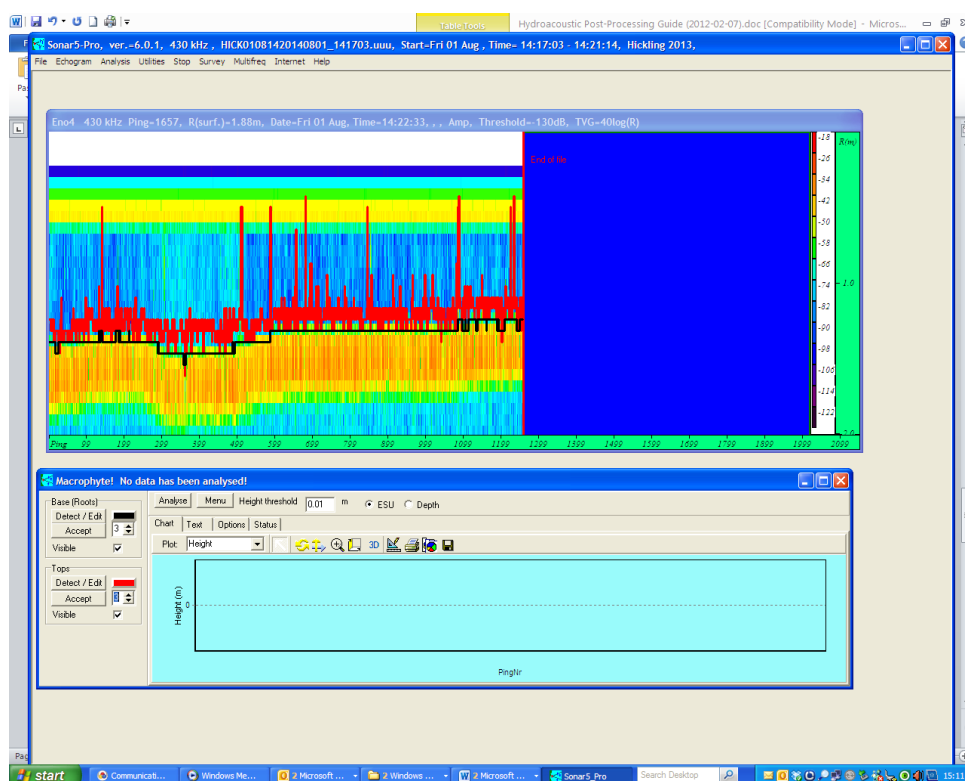 Table Tools
Hydroacoustic Post-Processing Guide (2012-02-07).doc [Compatibility Mode] - Micros...
Sonar5-Pro, ver.=6.0.1, 430 kHz , HICK01081420140801_141703.uuu, Start=Fri 01 Aug , Time= 14:17:03 - 14:21:14, Hickling 2013,
File Echogram Analysis Utilities Stop Survey Multifreq Internet Help
Pa
Eno4 430 kHz Ping=1657, R(surf.)=1.88m, Date=Fri 01 Aug, Time=14:22:33, , , Amp, Threshold=-130dB, TVG=40log(R)
End of file
R(m)
-18
-26
-34
-42
-50
-58
-66
-74
-82
-90
-98
-106
-114
-122
1.0
2.0
Ping 99 199 299 399 499 599 699 799 899 999 1099 1199 1299 1399 1499 1599 1699 1799 1899 1999 2099
Macrophyte! No data has been analysed!
Base (Roots)
Detect / Edit
Accept 3
Visible
Tops
Detect / Edit
Accept
Visible
Analyse Menu Height threshold 0.01 m ESU Depth
Chart Text Options Status
Plot: Height 3D
Height (m)
0
PingNr
Pag
start Communicati... Windows Me... 2 Microsoft ... 2 Windows ... 2 Microsoft ... Sonar5_Pro Search Desktop 15:11